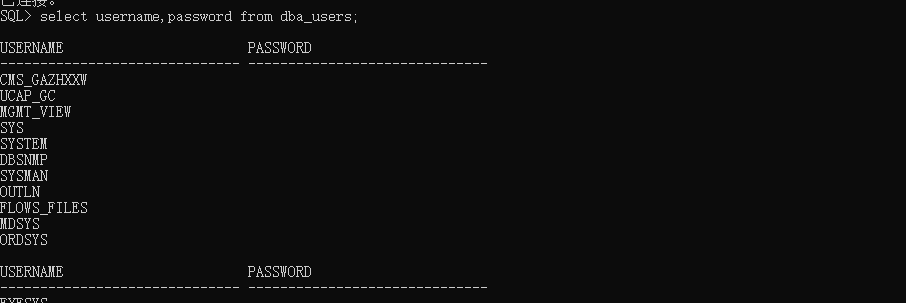 已连接。
SQL> select username,password from dba_users;
USERNAME PASSWORD
------------------------------ ------------------------------
CMS_GAZHXXW
UCAP_GC
MGMT_VIEW
SYS
SYSTEM
DBSNMP
SYSMAN
OUTLN
FLOWS_FILES
MDSYS
ORDSYS
USERNAME PASSWORD
------------------------------ ------------------------------
EXFSYS